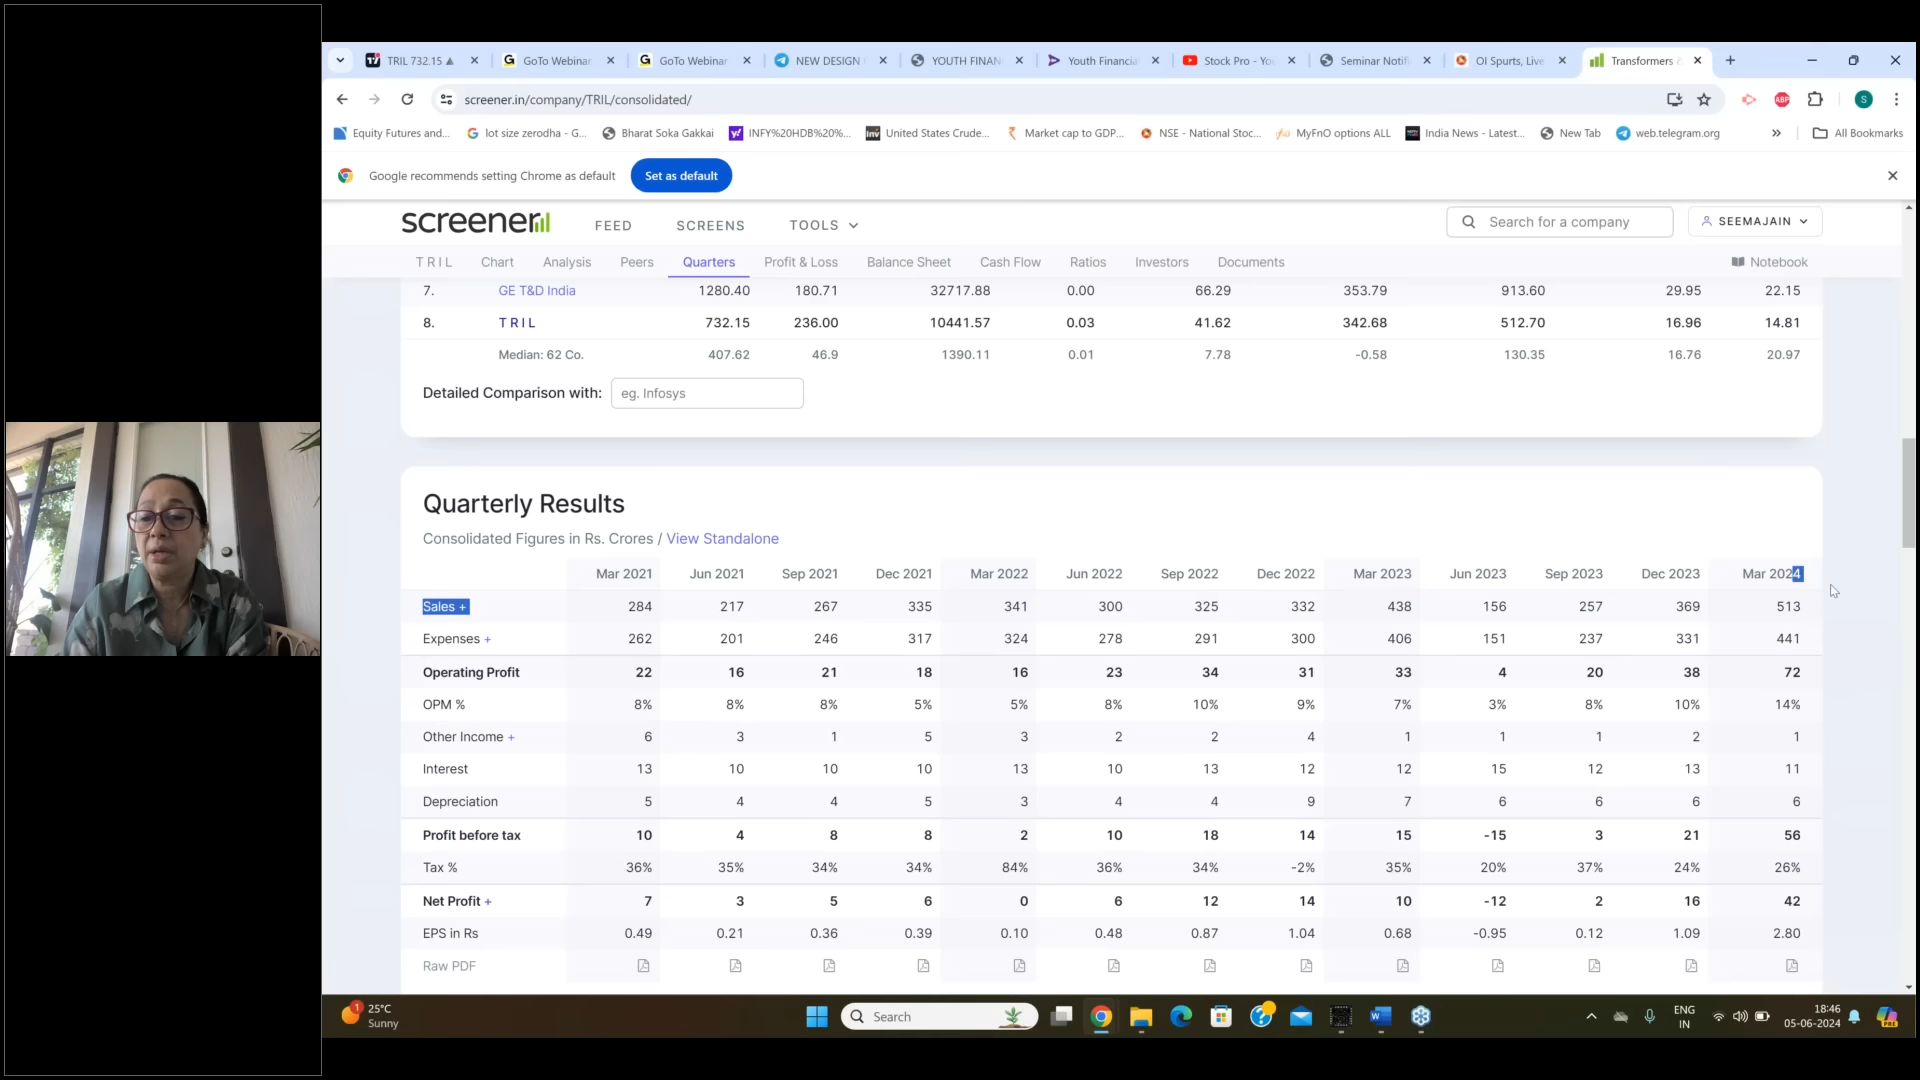 TRIL 732.15 ▲
GoTo Webinar
GoTo Webinar
NEW DESIGN
YOUTH FINAN
Youth Financia
Stock Pro - Yo
Seminar Notifi
OI Spurts, Live
Transformers
screener.in/company/TRIL/consolidated/
Equity Futures and...
lot size zerodha - G...
Bharat Soka Gakkai
INFY%20HDB%20%...
United States Crude...
Market cap to GDP...
NSE - National Stoc...
MyFnO options ALL
India News - Latest...
New Tab
web.telegram.org
»
All Bookmarks
Google recommends setting Chrome as default
Set as default
screener
FEED
SCREENS
TOOLS
Search for a company
SEEMAJAIN
T R I L
Chart
Analysis
Peers
Quarters
Profit & Loss
Balance Sheet
Cash Flow
Ratios
Investors
Documents
Notebook
7. GE T&D India 1280.40 180.71 32717.88 0.00 66.29 353.79 913.60 29.95 22.15
8. T R I L 732.15 236.00 10441.57 0.03 41.62 342.68 512.70 16.96 14.81
Median: 62 Co. 407.62 46.9 1390.11 0.01 7.78 -0.58 130.35 16.76 20.97
Detailed Comparison with: eg. Infosys
Quarterly Results
Consolidated Figures in Rs. Crores / View Standalone
Mar 2021 Jun 2021 Sep 2021 Dec 2021 Mar 2022 Jun 2022 Sep 2022 Dec 2022 Mar 2023 Jun 2023 Sep 2023 Dec 2023 Mar 2024
Sales + 284 217 267 335 341 300 325 332 438 156 257 369 513
Expenses + 262 201 246 317 324 278 291 300 406 151 237 331 441
Operating Profit 22 16 21 18 16 23 34 31 33 4 20 38 72
OPM % 8% 8% 8% 5% 5% 8% 10% 9% 7% 3% 8% 10% 14%
Other Income + 6 3 1 5 3 2 2 4 1 1 1 2 1
Interest 13 10 10 10 13 10 13 12 12 15 12 13 11
Depreciation 5 4 4 5 3 4 4 9 7 6 6 6 6
Profit before tax 10 4 8 8 2 10 18 14 15 -15 3 21 56
Tax % 36% 35% 34% 34% 84% 36% 34% -2% 35% 20% 37% 24% 26%
Net Profit + 7 3 5 6 0 6 12 14 10 -12 2 16 42
EPS in Rs 0.49 0.21 0.36 0.39 0.10 0.48 0.87 1.04 0.68 -0.95 0.12 1.09 2.80
Raw PDF
25°C
Sunny
Search
ENG
IN
18:46
05-06-2024